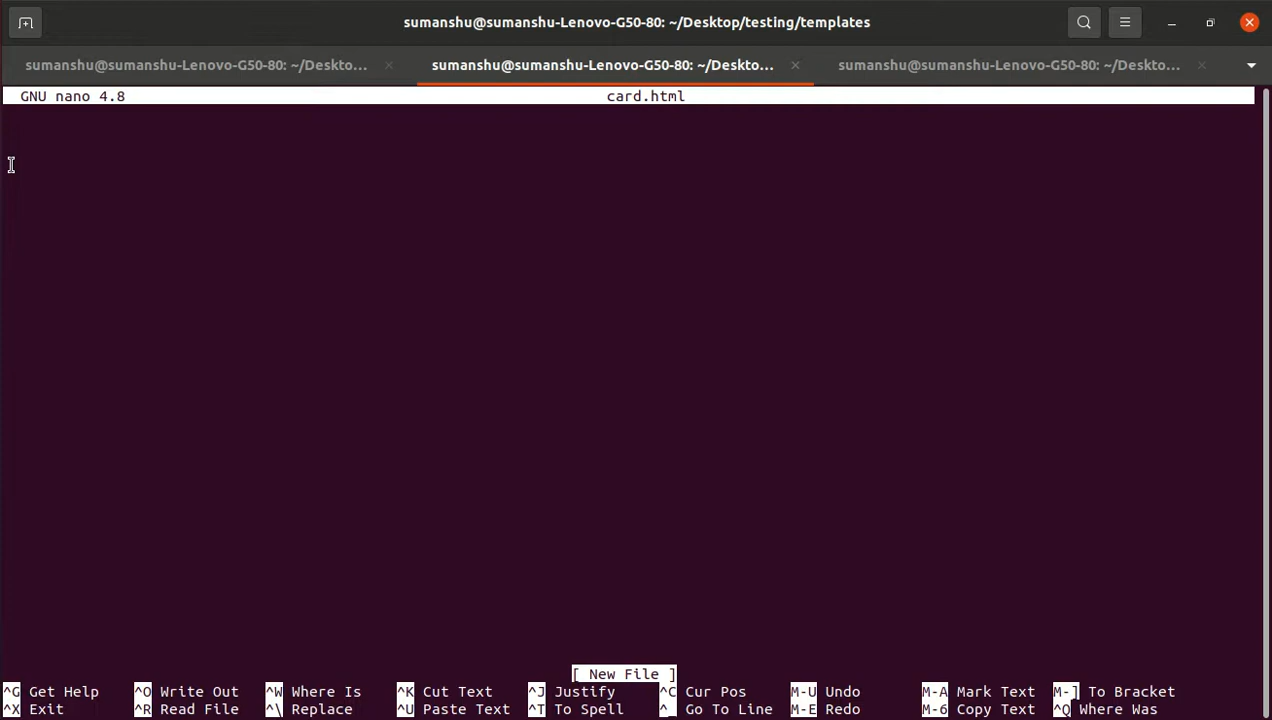 sumanshu@sumanshu-Lenovo-G50-80: ~/Desktop/testing/templates
sumanshu@sumanshu-Lenovo-G50-80: ~/Deskto... sumanshu@sumanshu-Lenovo-G50-80: ~/Deskto... sumanshu@sumanshu-Lenovo-G50-80: ~/Deskto...
GNU nano 4.8 card.html
[ New File ]
^G Get Help ^O Write Out ^W Where Is ^K Cut Text ^J Justify ^C Cur Pos M-U Undo M-A Mark Text M-] To Bracket
^X Exit ^R Read File ^\ Replace ^U Paste Text ^T To Spell ^_ Go To Line M-E Redo M-6 Copy Text ^Q Where Was